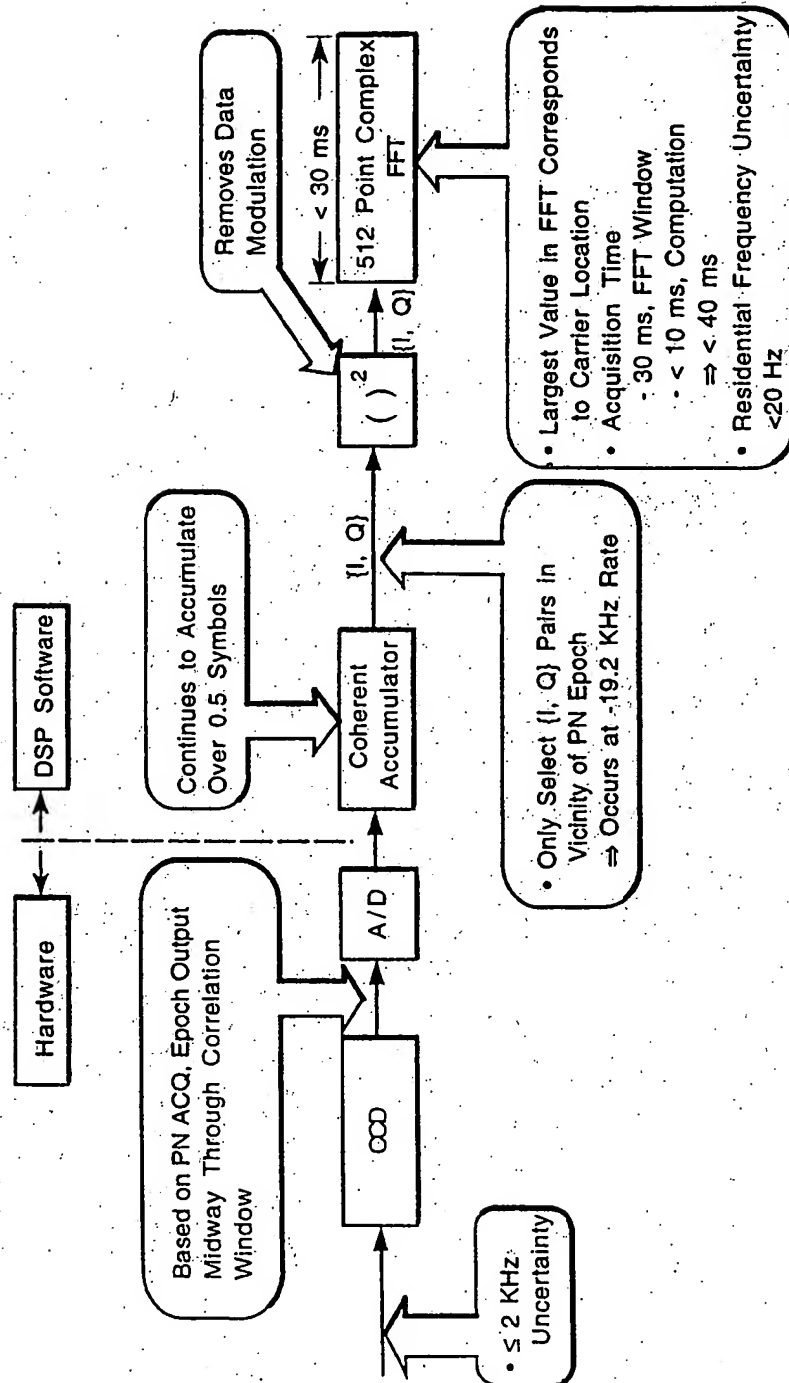 Hardware
DSP Software
Based on PN ACQ, Epoch Output
Midway Through Correlation
Window
Continues to Accumulate
Over 0.5 Symbols
Removes Data
Modulation
< 30 ms
CCD
A/D
Coherent
Accumulator
{I, Q}
( )²
{I, Q}
512 Point Complex
FFT
• ≤ 2 KHz
Uncertainty
• Only Select {I, Q} Pairs in
Vicinity of PN Epoch
⇒ Occurs at -19.2 KHz Rate
• Largest Value in FFT Corresponds
to Carrier Location
• Acquisition Time
- 30 ms, FFT Window
- < 10 ms, Computation
⇒ < 40 ms
• Residential Frequency Uncertainty
<20 Hz